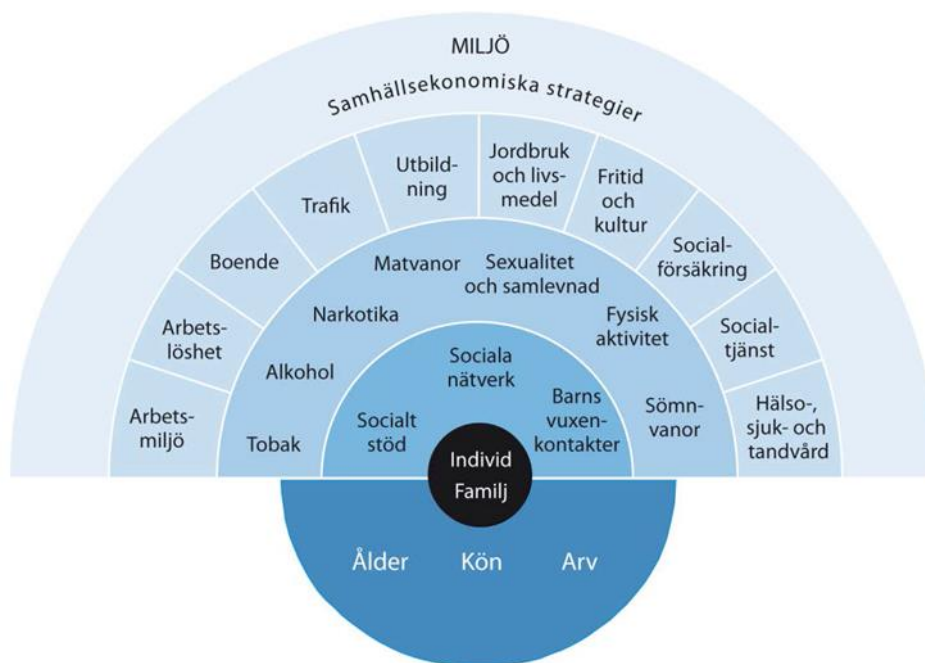 MILJÖ
Samhällsekonomiska strategier
Arbets-
miljö
Arbets-
löshet
Boende
Trafik
Utbild-
ning
Jordbruk
och livs-
medel
Fritid
och
kultur
Social-
försäkring
Social-
tjänst
Hälso-,
sjuk- och
tandvård
Tobak
Alkohol
Narkotika
Matvanor
Sexualitet
och samlevnad
Fysisk
aktivitet
Sömn-
vanor
Socialt
stöd
Sociala
nätverk
Barns
vuxen-
kontakter
Individ
Familj
Ålder
Kön
Arv